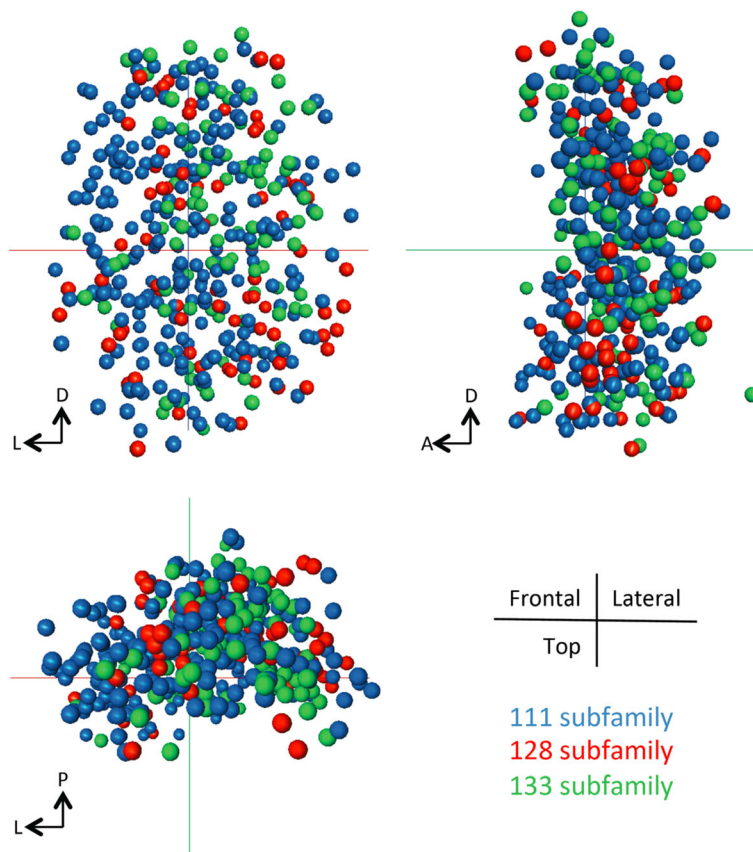 D
L
D
A
P
L
Frontal Lateral
Top
111 subfamily
128 subfamily
133 subfamily